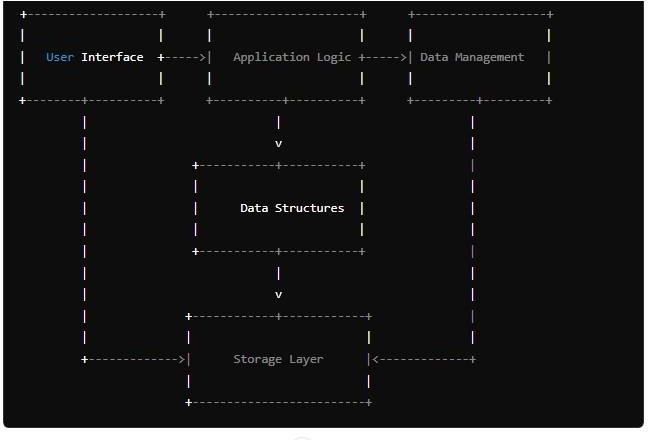 User Interface
Application Logic
Data Management
v
Data Structures
v
Storage Layer